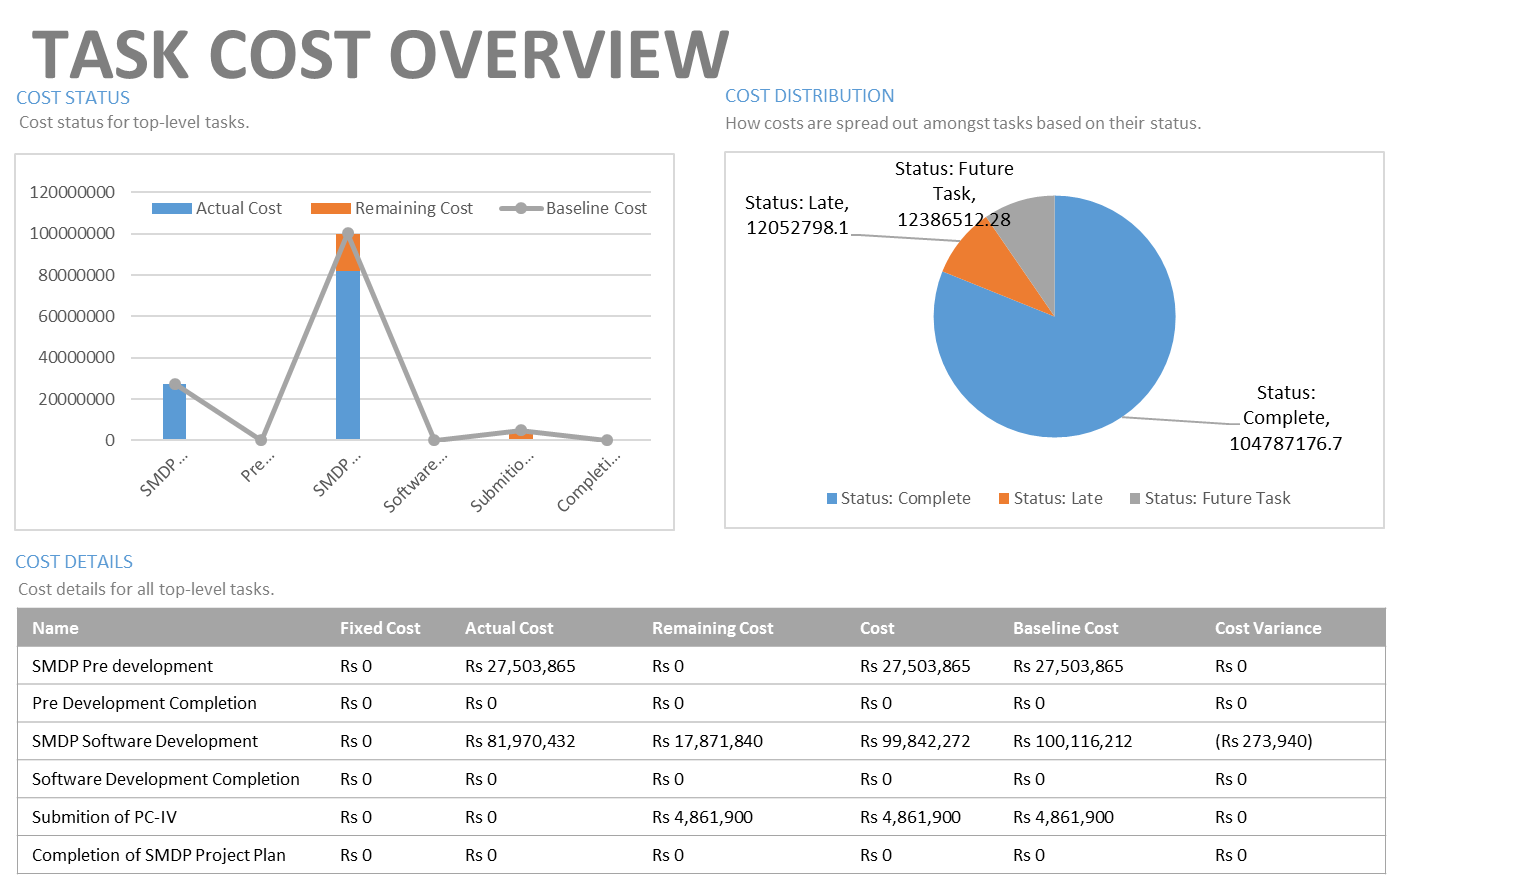 TASK COST OVERVIEW
COST STATUS
Cost status for top-level tasks.
120000000
100000000
80000000
60000000
40000000
20000000
0
Actual Cost Remaining Cost Baseline Cost
SMDP...
Pre...
SMDP...
Software...
Submitio...
Completi...
COST DISTRIBUTION
How costs are spread out amongst tasks based on their status.
Status: Future
Task,
12386512.28
Status: Late,
12052798.1
Status:
Complete,
104787176.7
Status: Complete Status: Late Status: Future Task
COST DETAILS
Cost details for all top-level tasks.
Name Fixed Cost Actual Cost Remaining Cost Cost Baseline Cost Cost Variance
SMDP Pre development Rs 0 Rs 27,503,865 Rs 0 Rs 27,503,865 Rs 27,503,865 Rs 0
Pre Development Completion Rs 0 Rs 0 Rs 0 Rs 0 Rs 0 Rs 0
SMDP Software Development Rs 0 Rs 81,970,432 Rs 17,871,840 Rs 99,842,272 Rs 100,116,212 (Rs 273,940)
Software Development Completion Rs 0 Rs 0 Rs 0 Rs 0 Rs 0 Rs 0
Submition of PC-IV Rs 0 Rs 0 Rs 4,861,900 Rs 4,861,900 Rs 4,861,900 Rs 0
Completion of SMDP Project Plan Rs 0 Rs 0 Rs 0 Rs 0 Rs 0 Rs 0